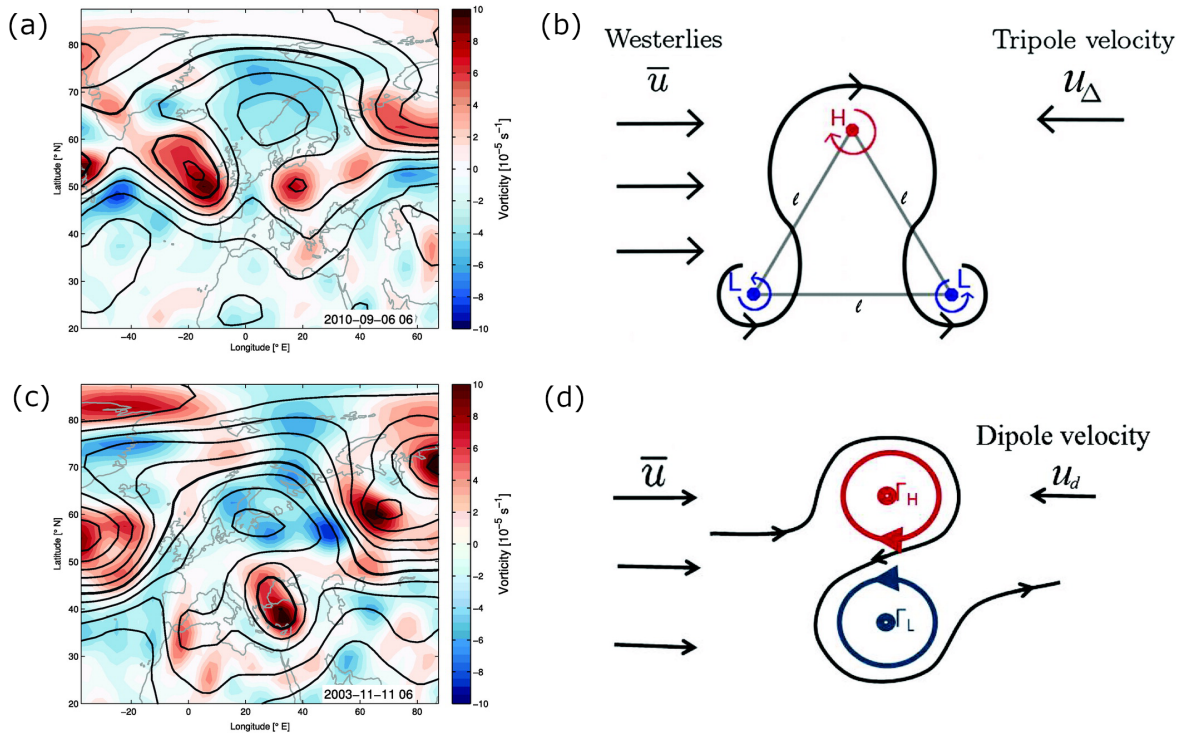 (a)
80
70
60
50
40
30
20
Latitude [° N]
−40 −20 0 20 40 60
Longitude [° E]
2010−09−06 06
10
8
6
4
2
0
−2
−4
−6
−8
−10
Vorticity [10⁻⁵ s⁻¹]
(b)
Westerlies
u̅
Tripole velocity
u_Δ
H
ℓ ℓ
L L
ℓ
(c)
80
70
60
50
40
30
20
Latitude [° N]
−20 0 20 40 60 80
Longitude [° E]
2003−11−11 06
10
8
6
4
2
0
−2
−4
−6
−8
−10
Vorticity [10⁻⁵ s⁻¹]
(d)
u̅
Dipole velocity
u_d
Γ_H
Γ_L